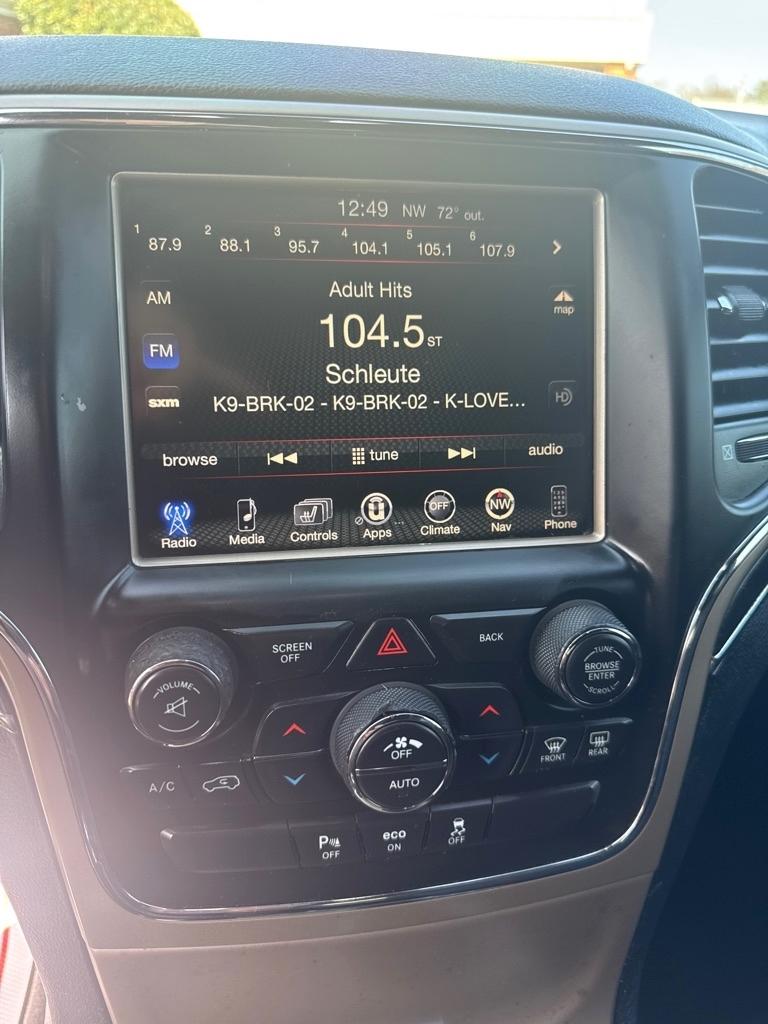 12:49 NW 72° out.
1 87.9 2 88.1 3 95.7 4 104.1 5 105.1 6 107.9
AM
Adult Hits
map
FM
104.5 ST
Schleute
sxm
K9-BRK-02 - K9-BRK-02 - K-LOVE...
HD
browse tune audio
OFF NW
Radio Media Controls Apps Climate Nav Phone
SCREEN
OFF
BACK
VOLUME
TUNE
BROWSE
ENTER
SCROLL
OFF
AUTO
FRONT REAR
A/C
P OFF
eco
ON
OFF